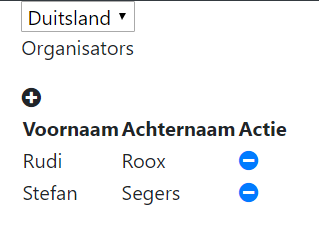 Duitsland
Organisators
Voornaam Achternaam Actie
Rudi Roox
Stefan Segers